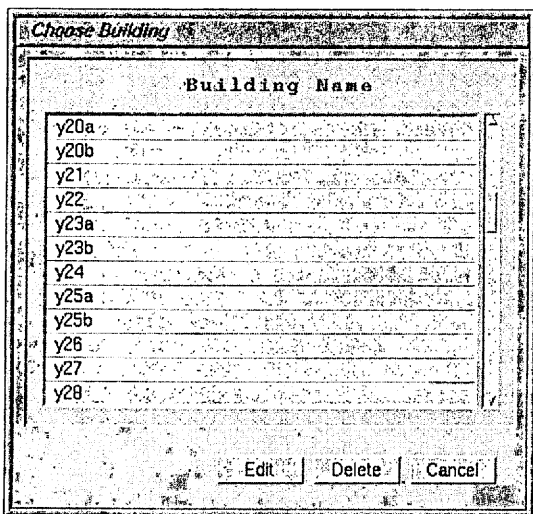 Choose Building
Building Name
y20a
y20b
y21
y22
y23a
y23b
y24
y25a
y25b
y26
y27
y28
Edit Delete Cancel